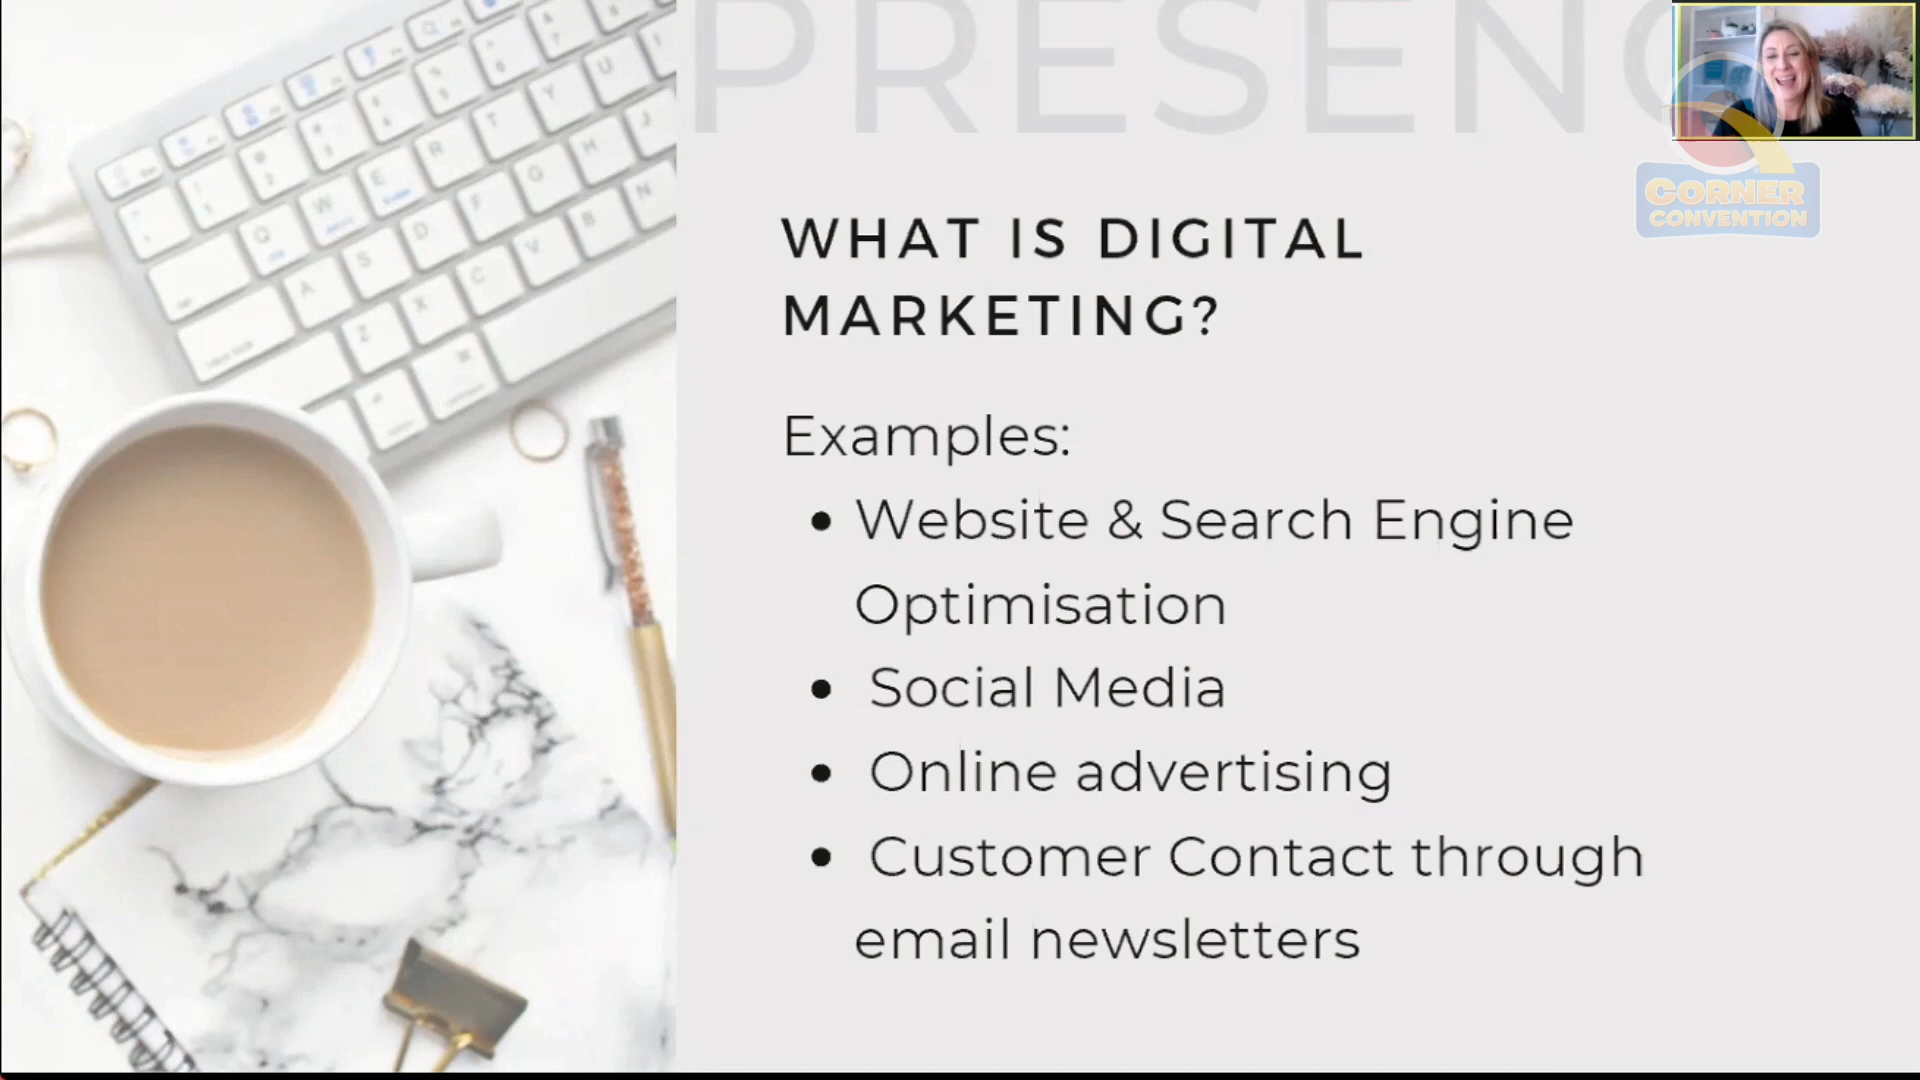 PRESENC
CORNER
CONVENTION
WHAT IS DIGITAL
MARKETING?
Examples:
• Website & Search Engine
Optimisation
• Social Media
• Online advertising
• Customer Contact through
email newsletters